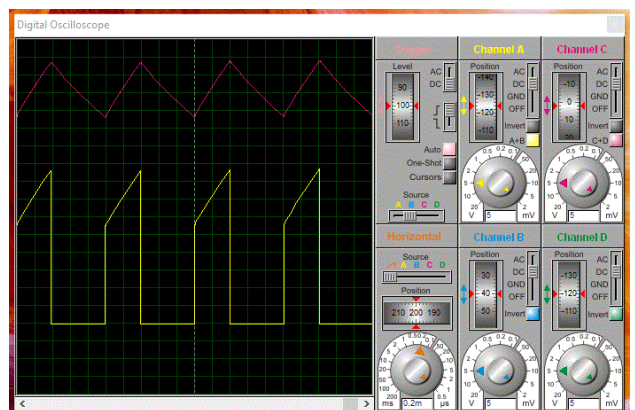 Digital Oscilloscope
Trigger
Level
90
-100-
-110-
AC
DC
Auto
One-Shot
Cursors
Source
A B C D
Channel A
Position
-140
-130
-120
-110
AC
DC
GND
OFF
Invert
A+B
V 5 mV
Channel C
Position
-10
0
10
20
AC
DC
GND
OFF
Invert
C+D
V 5 mV
Horizontal
Source
A B C D
Position
210 200 190
ms 0.2m µs
Channel B
Position
30
40
50
AC
DC
GND
OFF
Invert
V 5 mV
Channel D
Position
-130
-120
-110
AC
DC
GND
OFF
Invert
V 5 mV